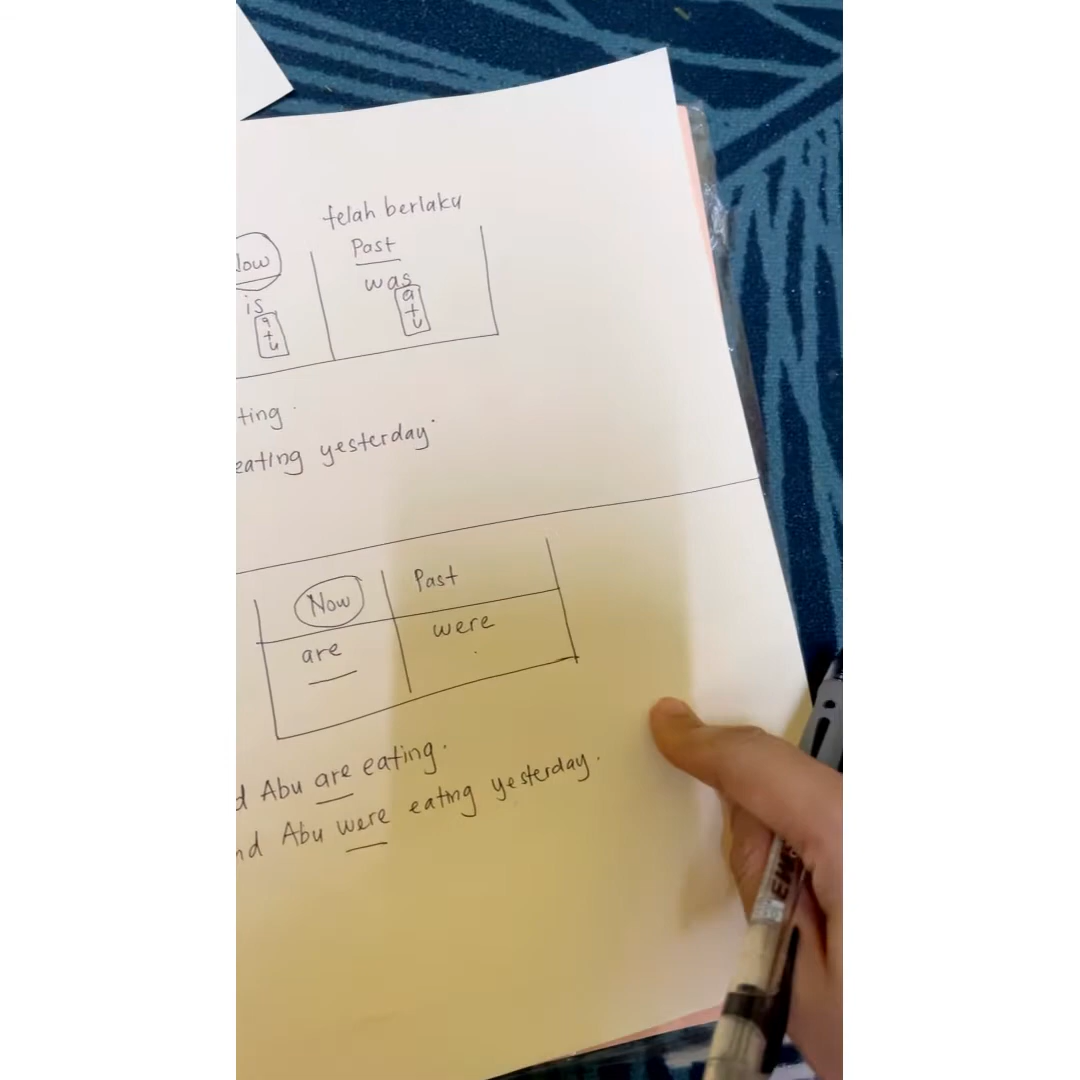 telah berlaku
Now Past
is was
a t u a t u
ting.
eating yesterday.
Now Past
are were
d Abu are eating.
nd Abu were eating yesterday.